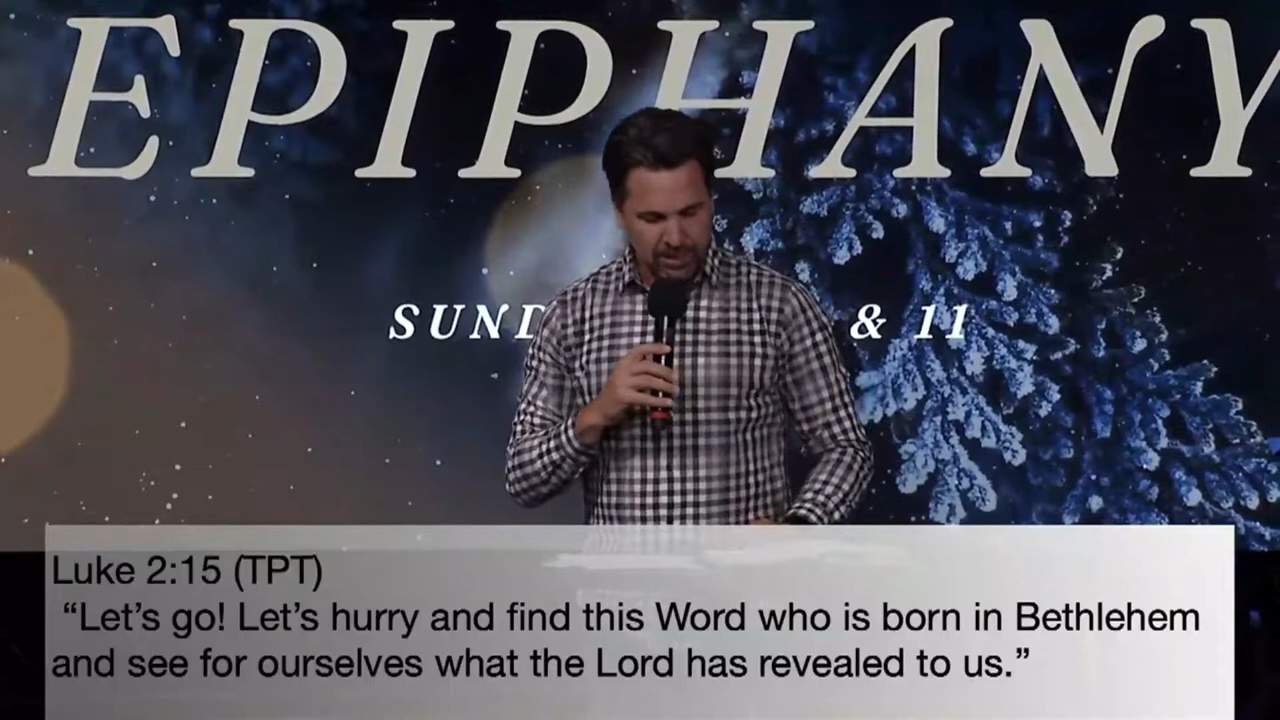 EPIPHANY
& 11
Luke 2:15 (TPT)
“Let’s go! Let’s hurry and find this Word who is born in Bethlehem
and see for ourselves what the Lord has revealed to us.”